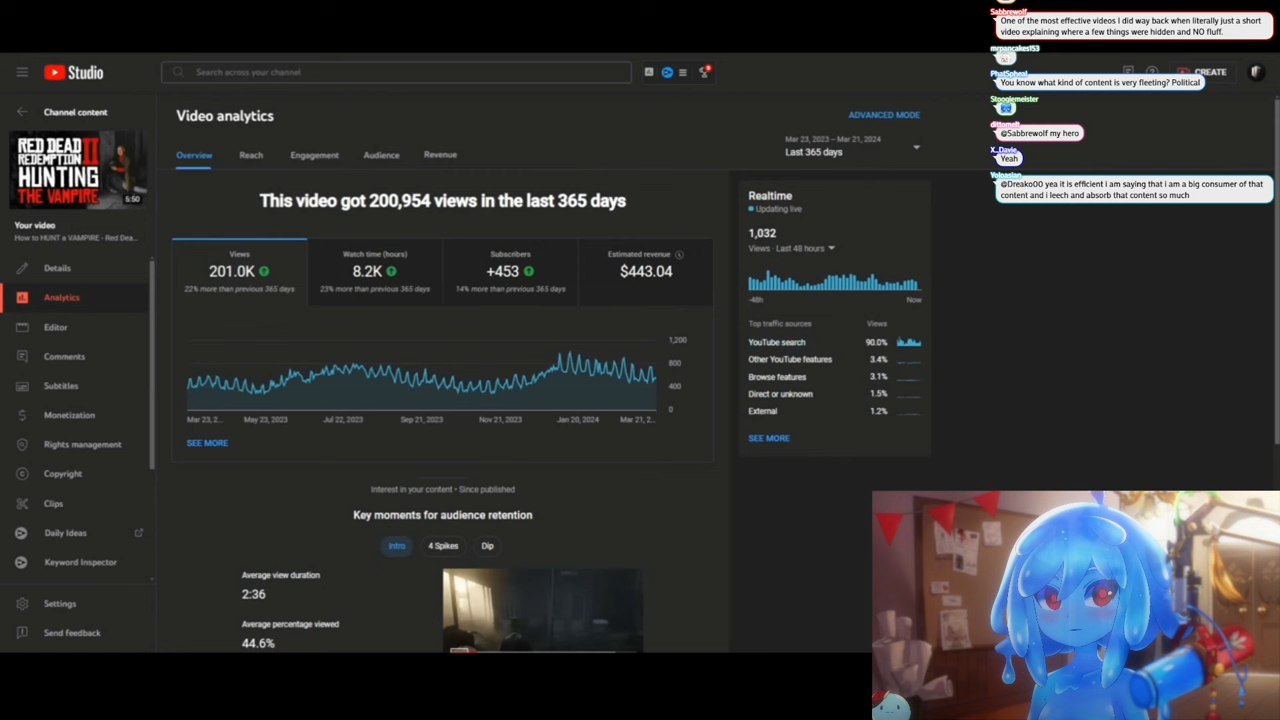 Studio
Search across your channel
CREATE
Channel content
RED DEAD
REDEMPTION II
HUNTING
THE VAMPIRE
5:50
Your video
How to HUNT a VAMPIRE - Red Dea...
Details
Analytics
Editor
Comments
Subtitles
Monetization
Rights management
Copyright
Clips
Daily Ideas
Keyword Inspector
Settings
Send feedback
Video analytics
ADVANCED MODE
Overview
Reach
Engagement
Audience
Revenue
Mar 23, 2023 – Mar 21, 2024
Last 365 days
This video got 200,954 views in the last 365 days
Views
201.0K
22% more than previous 365 days
Watch time (hours)
8.2K
23% more than previous 365 days
Subscribers
+453
14% more than previous 365 days
Estimated revenue
$443.04
1,200
800
400
0
Mar 23, 2... May 23, 2023 Jul 22, 2023 Sep 21, 2023 Nov 21, 2023 Jan 20, 2024 Mar 21, 2...
SEE MORE
Interest in your content • Since published
Key moments for audience retention
Intro
4 Spikes
Dip
Average view duration
2:36
Average percentage viewed
44.6%
Realtime
Updating live
1,032
Views · Last 48 hours
-48h Now
Top traffic sources Views
YouTube search 90.0%
Other YouTube features 3.4%
Browse features 3.1%
Direct or unknown 1.5%
External 1.2%
SEE MORE
Sabbrewolf
One of the most effective videos I did way back when literally just a short
video explaining where a few things were hidden and NO fluff.
mrpancakes153
PhatSphenl
You know what kind of content is very fleeting? Political
Stoogiemeister
@Sabbrewolf my hero
X_Davie
Yeah
Yoloasian
@Dreako00 yea it is efficient i am saying that i am a big consumer of that
content and i leech and absorb that content so much